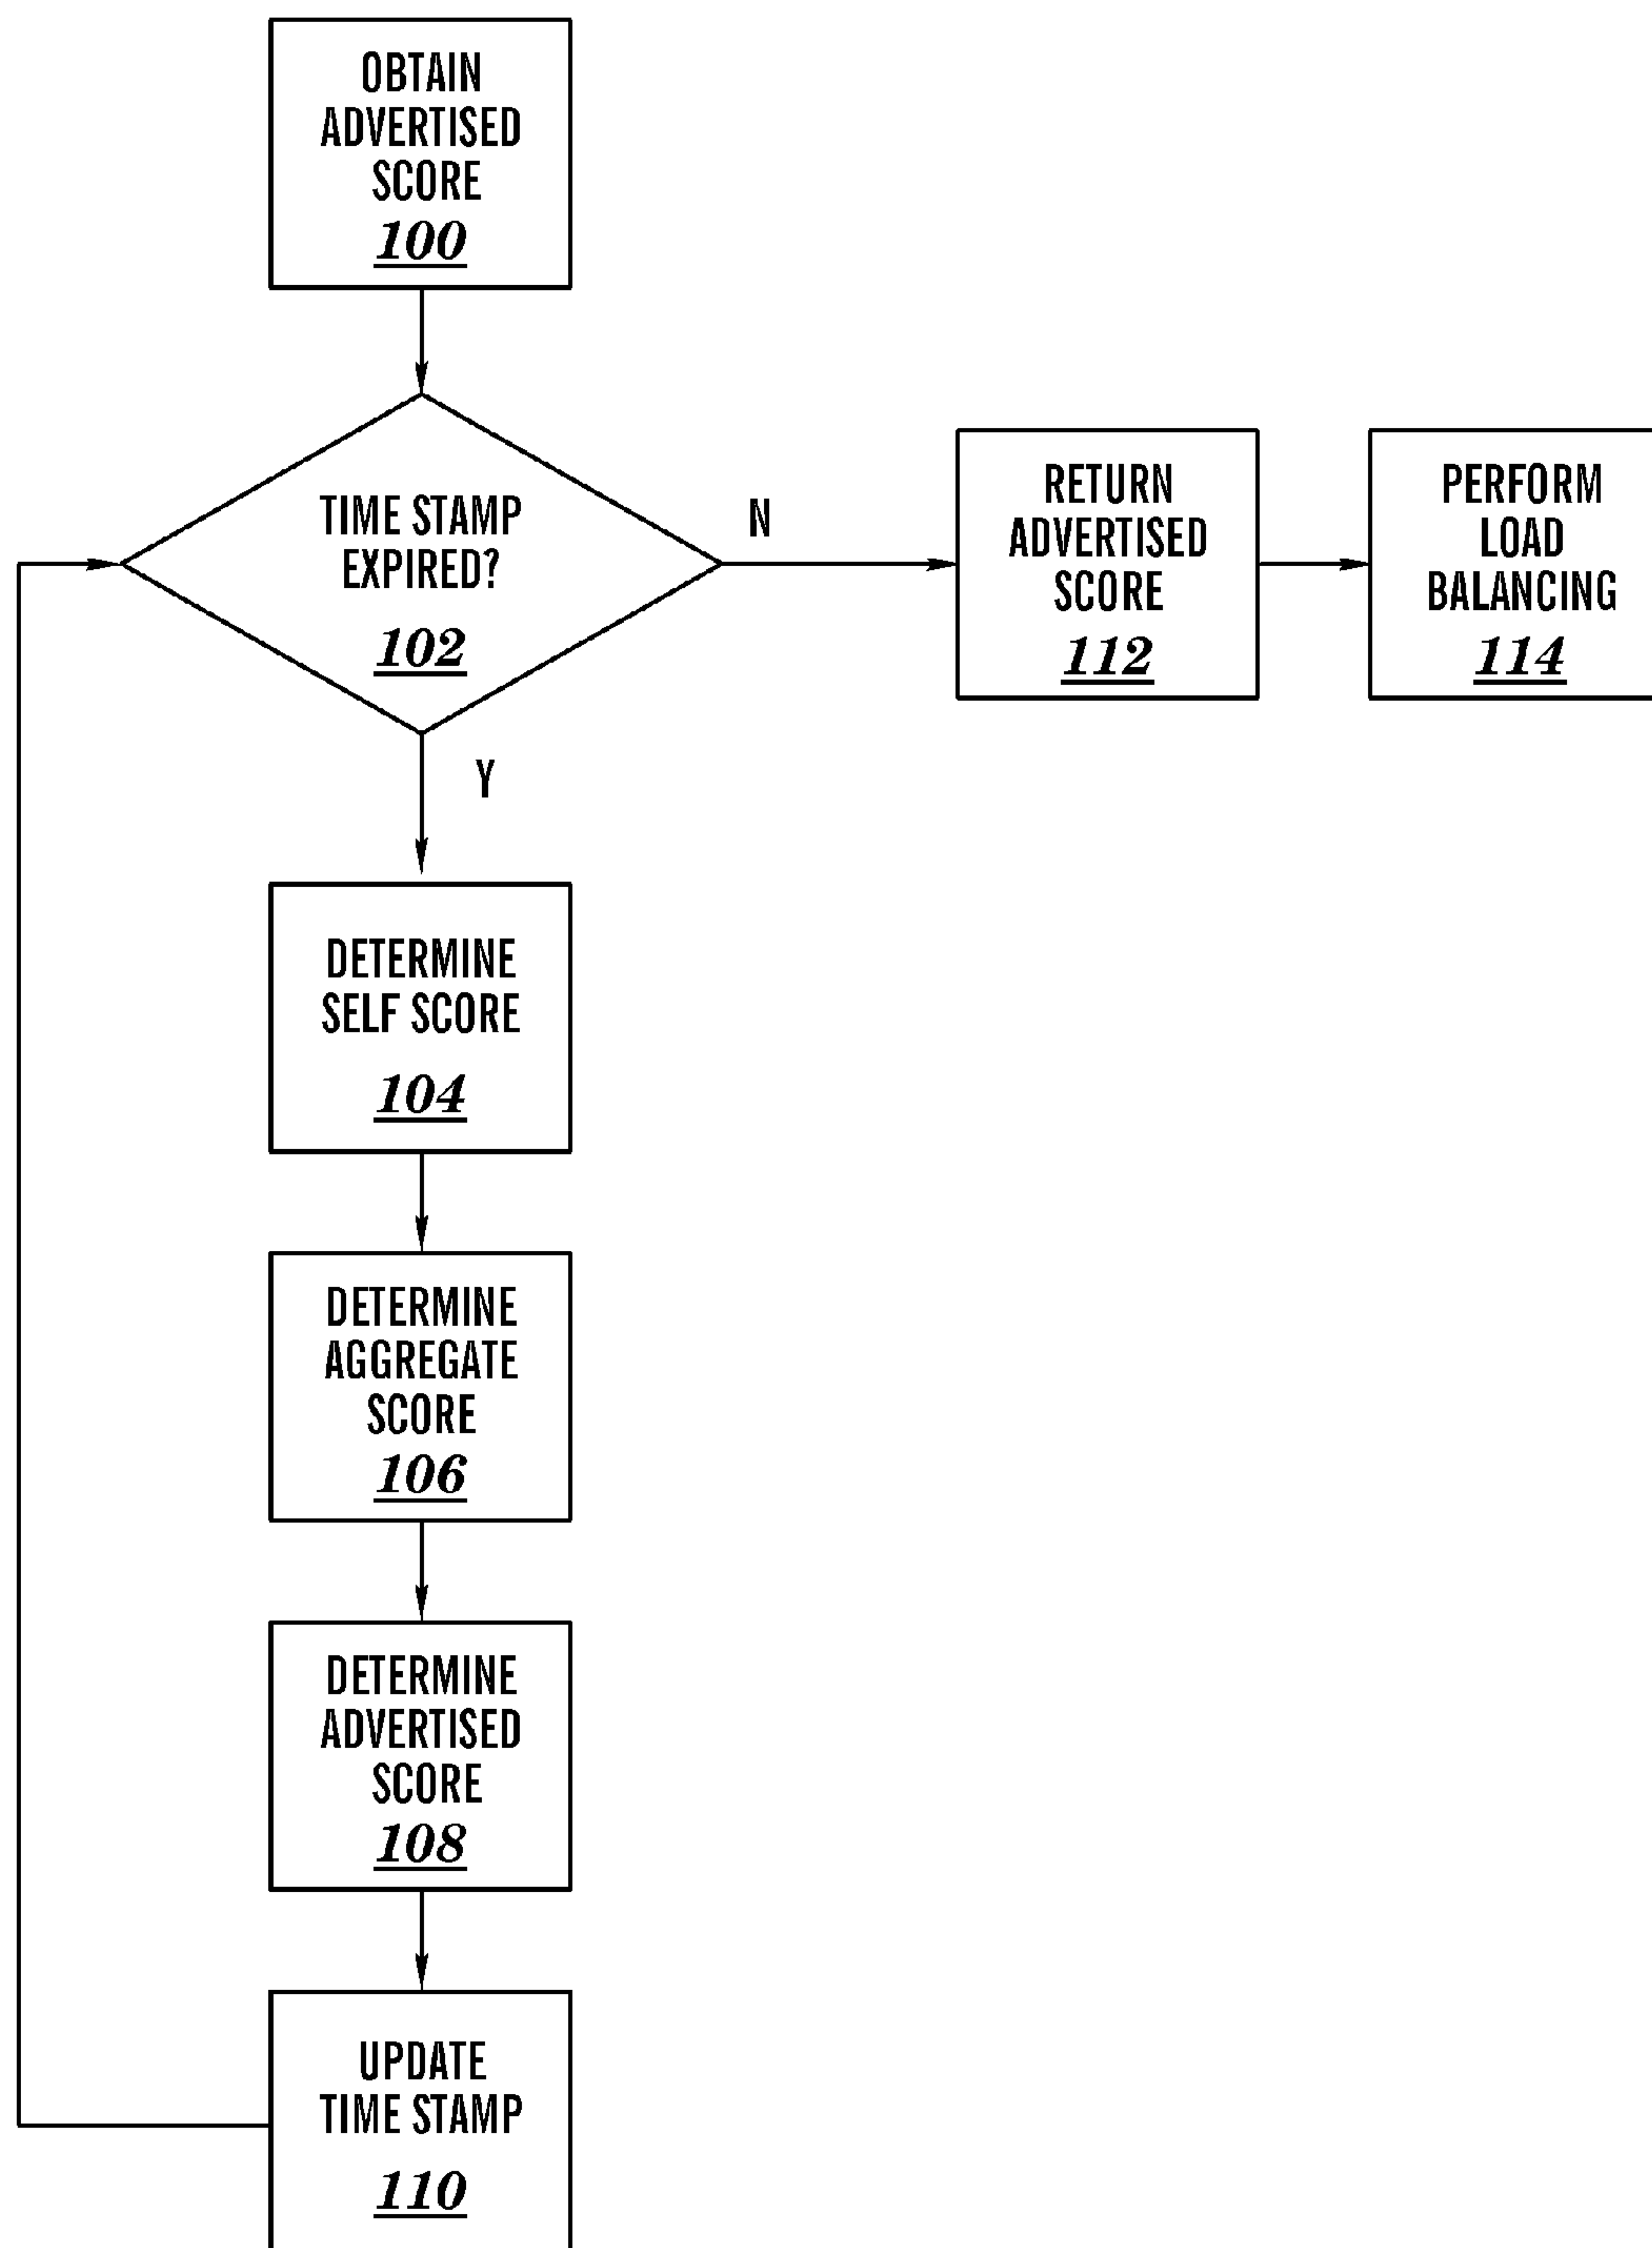 OBTAIN
ADVERTISED
SCORE
100
TIME STAMP
EXPIRED?
102
N
RETURN
ADVERTISED
SCORE
112
PERFORM
LOAD
BALANCING
114
Y
DETERMINE
SELF SCORE
104
DETERMINE
AGGREGATE
SCORE
106
DETERMINE
ADVERTISED
SCORE
108
UPDATE
TIME STAMP
110